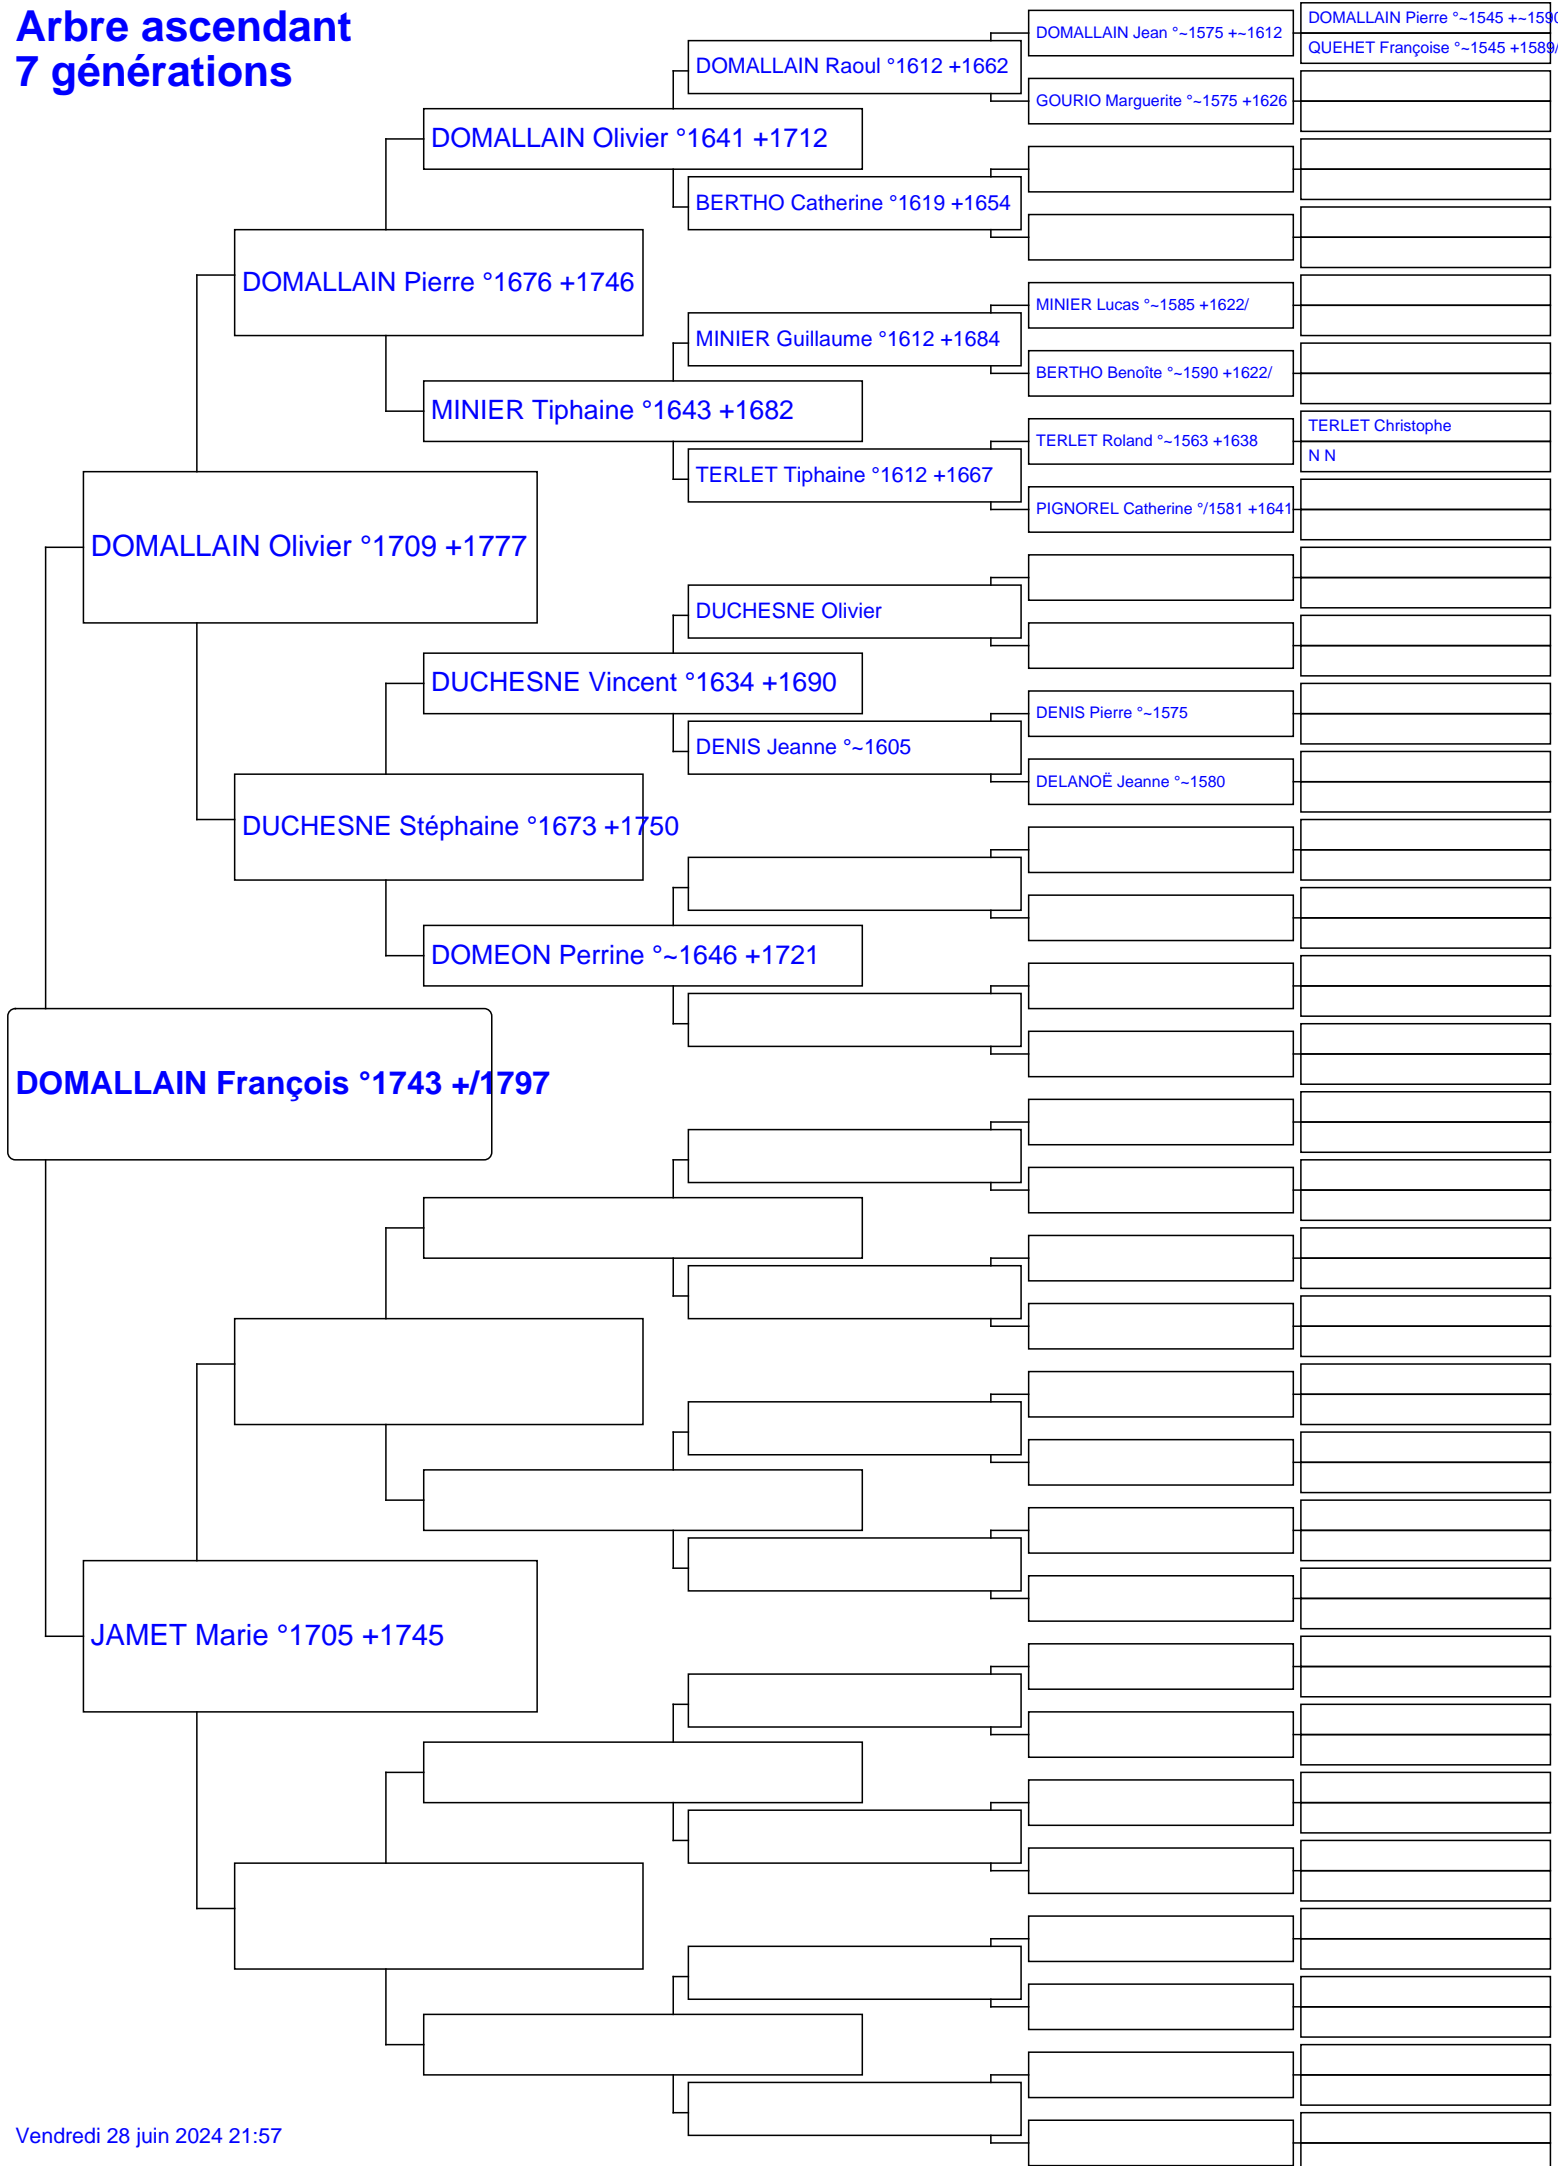 Arbre ascendant
7 générations
DOMALLAIN François °1743 +/1797
DOMALLAIN Olivier °1709 +1777
JAMET Marie °1705 +1745
DOMALLAIN Pierre °1676 +1746
DUCHESNE Stéphaine °1673 +1750
DOMALLAIN Olivier °1641 +1712
MINIER Tiphaine °1643 +1682
DUCHESNE Vincent °1634 +1690
DOMEON Perrine °~1646 +1721
DOMALLAIN Raoul °1612 +1662
BERTHO Catherine °1619 +1654
MINIER Guillaume °1612 +1684
TERLET Tiphaine °1612 +1667
DUCHESNE Olivier
DENIS Jeanne °~1605
DOMALLAIN Jean °~1575 +~1612
GOURIO Marguerite °~1575 +1626
MINIER Lucas °~1585 +1622/
BERTHO Benoîte °~1590 +1622/
TERLET Roland °~1563 +1638
PIGNOREL Catherine °/1581 +1641
DENIS Pierre °~1575
DELANOË Jeanne °~1580
DOMALLAIN Pierre °~1545 +~1590
QUEHET Françoise °~1545 +1589/
TERLET Christophe
N N
Vendredi 28 juin 2024 21:57